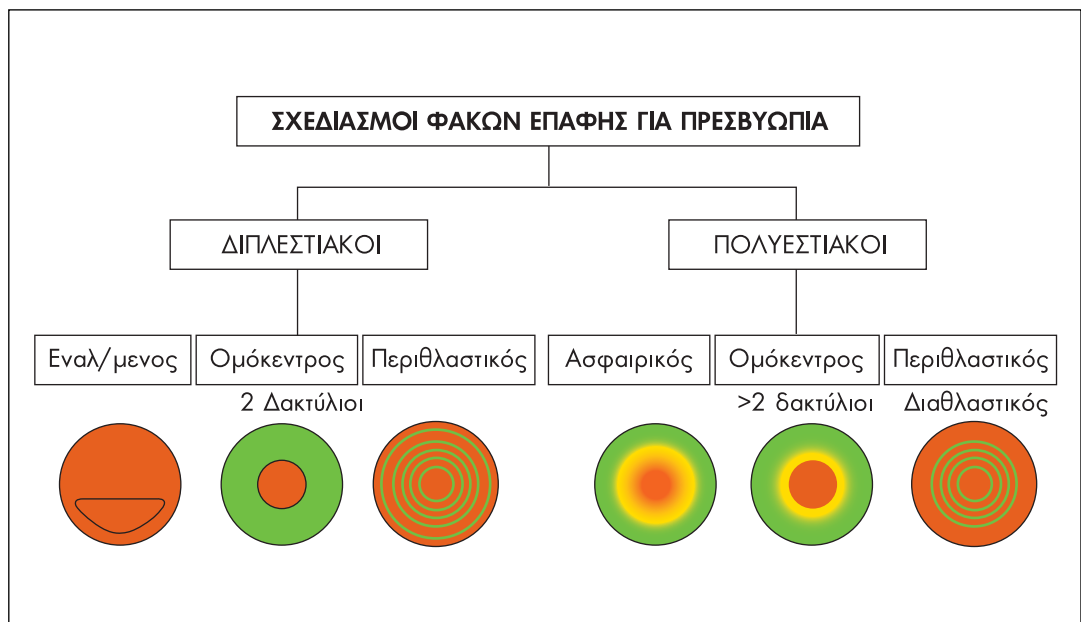 ΣΧΕΔΙΑΣΜΟΙ ΦΑΚΩΝ ΕΠΑΦΗΣ ΓΙΑ ΠΡΕΣΒΥΩΠΙΑ
ΔΙΠΛΕΣΤΙΑΚΟΙ
ΠΟΛΥΕΣΤΙΑΚΟΙ
Εναλ/μενος
Ομόκεντρος
2 Δακτύλιοι
Περιθλαστικός
Ασφαιρικός
Ομόκεντρος
>2 δακτύλιοι
Περιθλαστικός
Διαθλαστικός